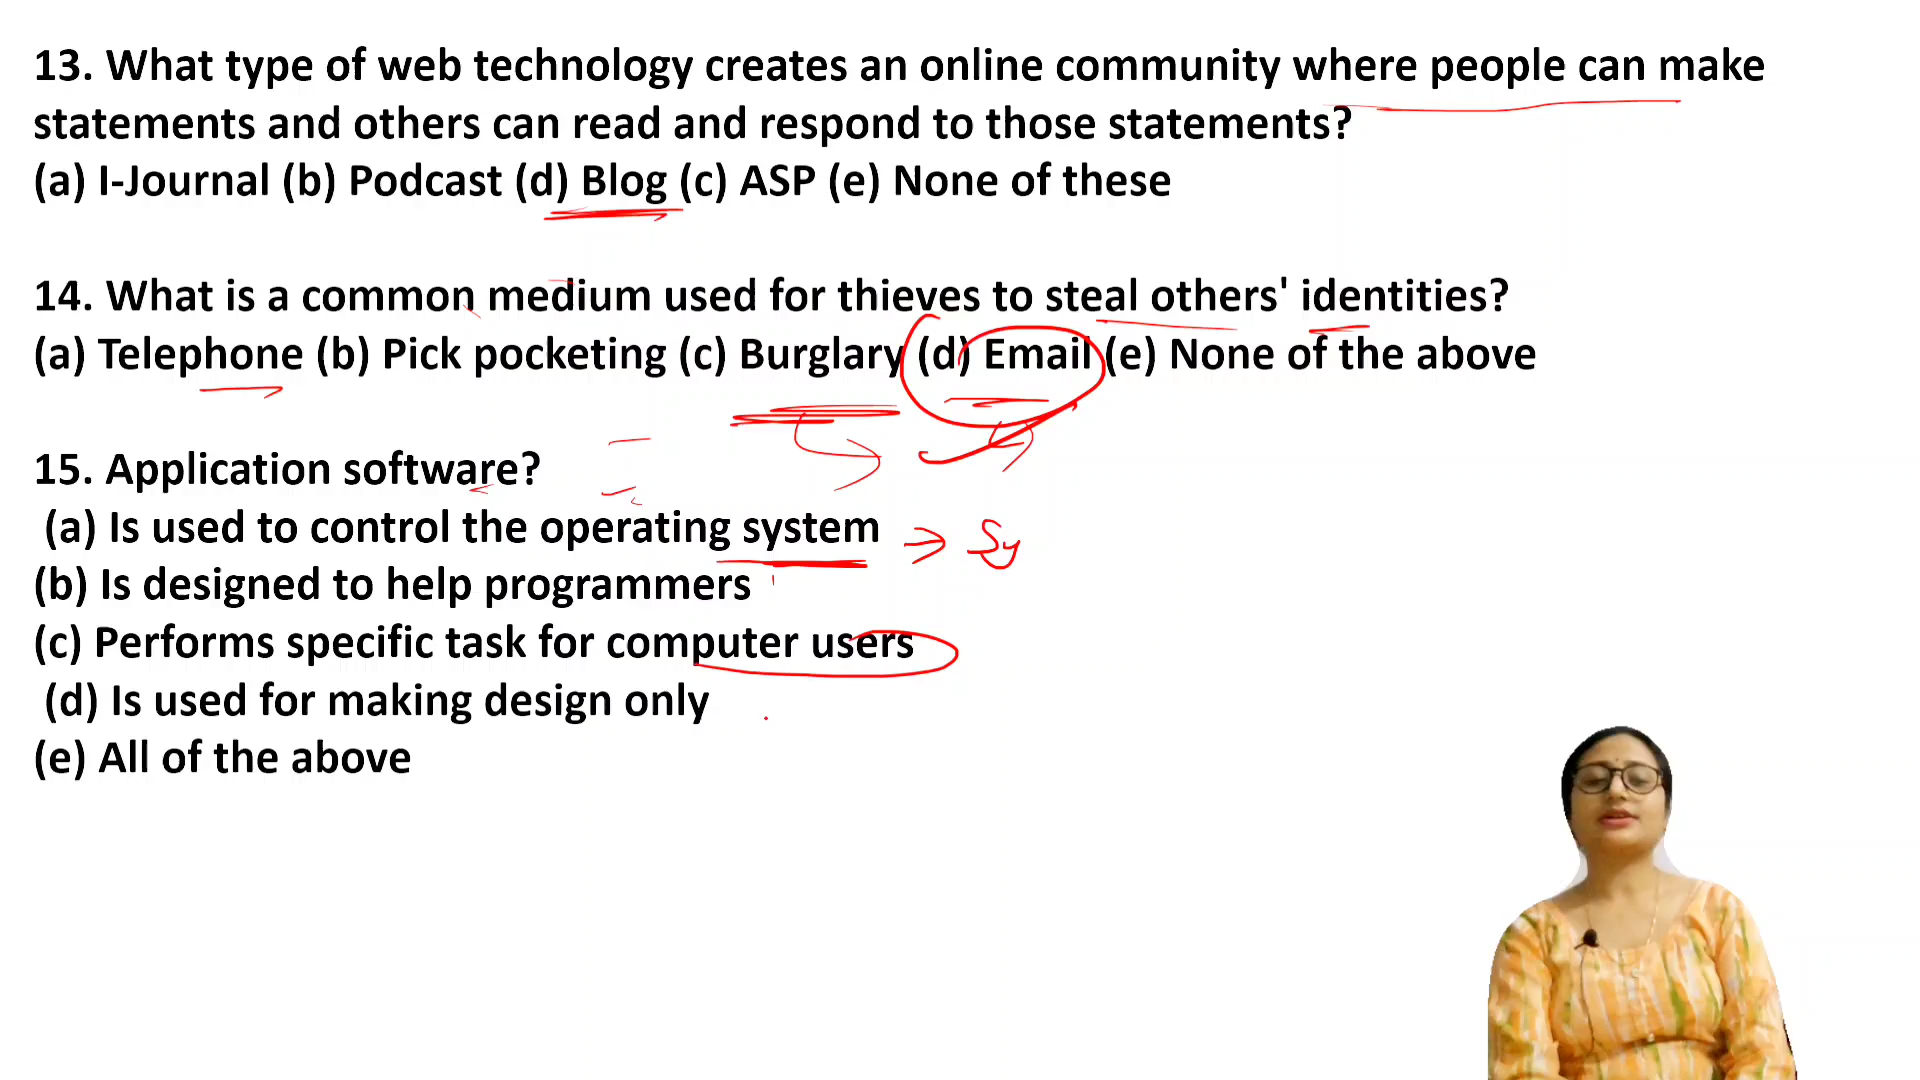 13. What type of web technology creates an online community where people can make
statements and others can read and respond to those statements?
(a) I-Journal (b) Podcast (d) Blog (c) ASP (e) None of these
14. What is a common medium used for thieves to steal others' identities?
(a) Telephone (b) Pick pocketing (c) Burglary (d) Email (e) None of the above
15. Application software?
(a) Is used to control the operating system → Sy
(b) Is designed to help programmers
(c) Performs specific task for computer users
(d) Is used for making design only
(e) All of the above